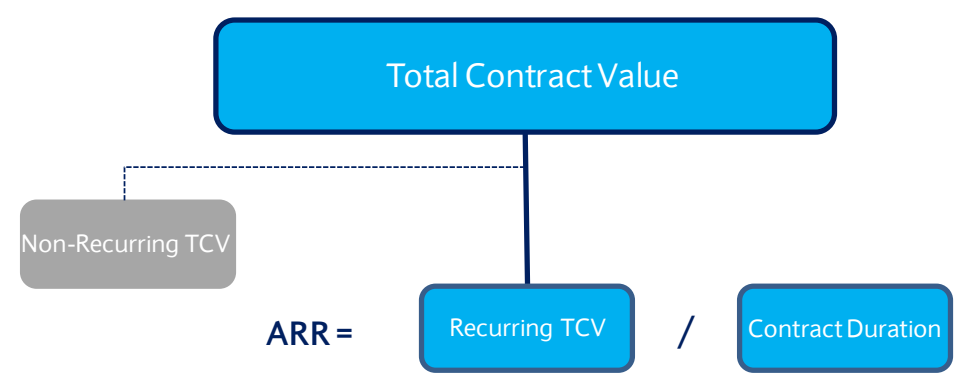 Total Contract Value
Non-Recurring TCV
ARR = Recurring TCV / Contract Duration